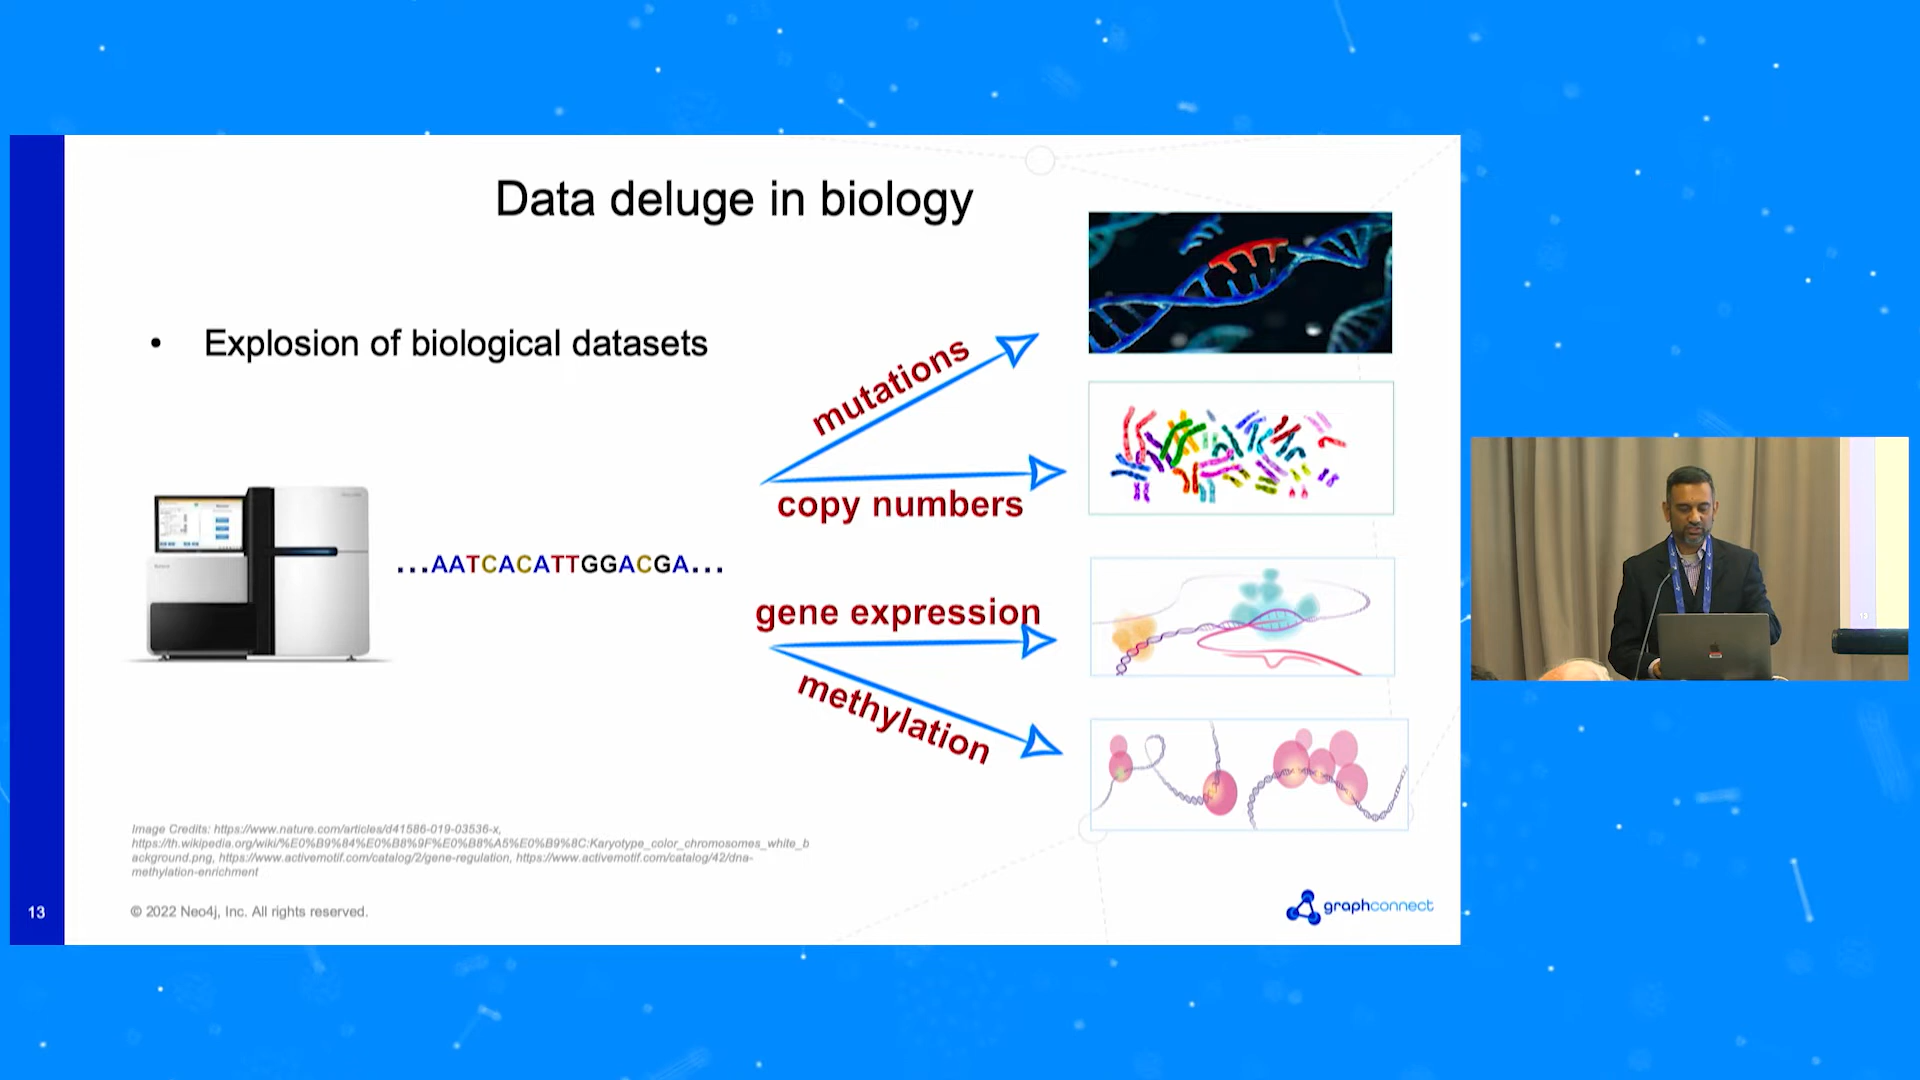 Data deluge in biology
• Explosion of biological datasets
mutations
copy numbers
...AATCACATTGGACGA...
gene expression
methylation
Image Credits: https://www.nature.com/articles/d41586-019-03536-x,
https://th.wikipedia.org/wiki/%E0%B9%84%E0%B8%9F%E0%B8%A5%E0%B9%8C:Karyotype_color_chromosomes_white_b
ackground.png, https://www.activemotif.com/catalog/2/gene-regulation, https://www.activemotif.com/catalog/42/dna-
methylation-enrichment
13
© 2022 Neo4j, Inc. All rights reserved.
graphconnect